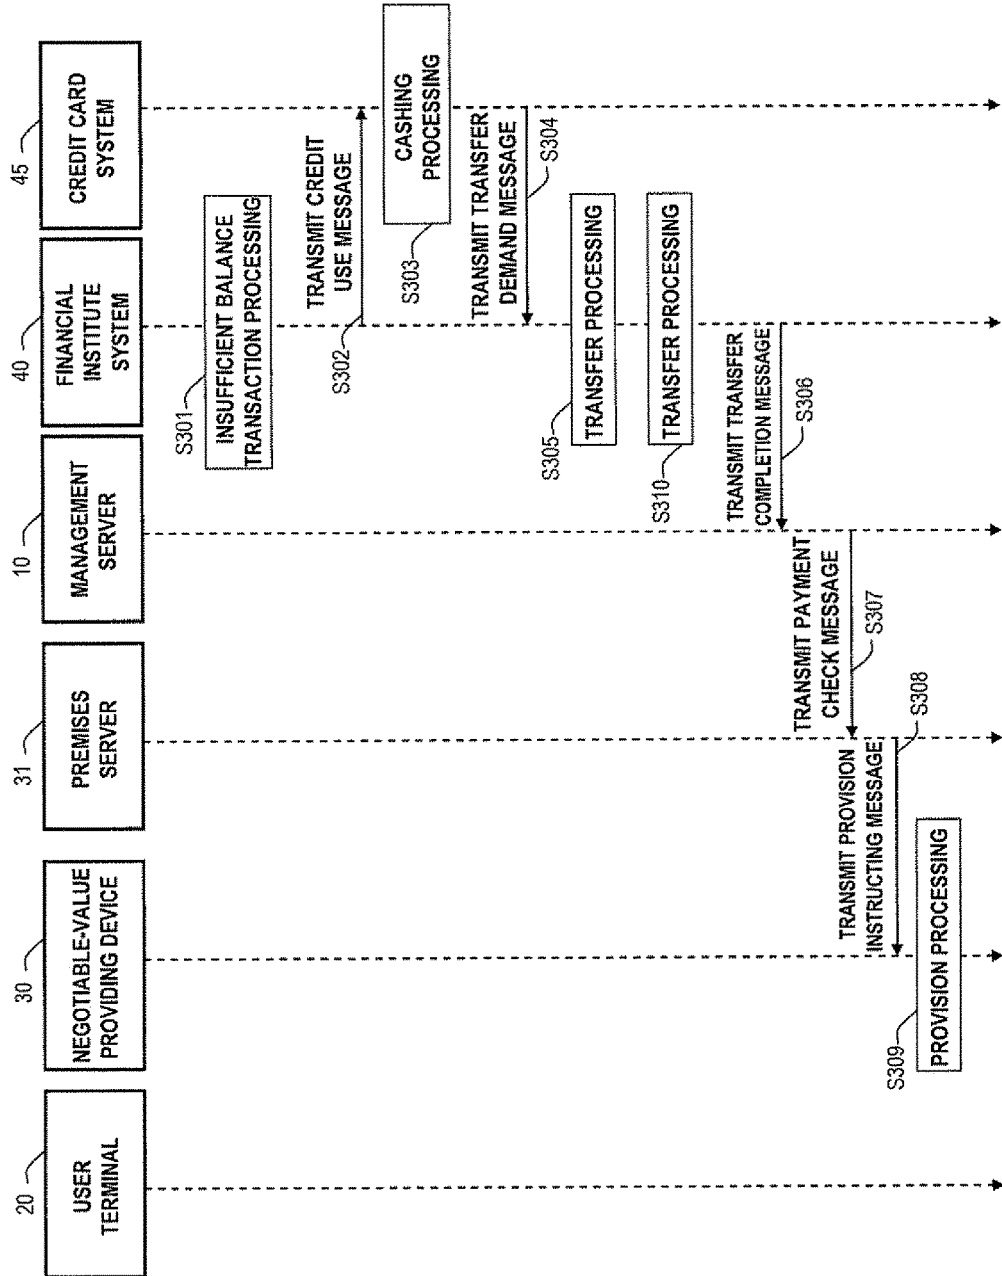 20
USER
TERMINAL
30
NEGOTIABLE-VALUE
PROVIDING DEVICE
31
PREMISES
SERVER
10
MANAGEMENT
SERVER
40
FINANCIAL
INSTITUTE
SYSTEM
45
CREDIT CARD
SYSTEM
S301
INSUFFICIENT BALANCE
TRANSACTION PROCESSING
TRANSMIT CREDIT
USE MESSAGE
S302
S303
CASHING
PROCESSING
TRANSMIT TRANSFER
DEMAND MESSAGE
S304
S305
TRANSFER PROCESSING
S310
TRANSFER PROCESSING
TRANSMIT TRANSFER
COMPLETION MESSAGE
S306
TRANSMIT PAYMENT
CHECK MESSAGE
S307
TRANSMIT PROVISION
INSTRUCTING MESSAGE
S308
S309
PROVISION PROCESSING